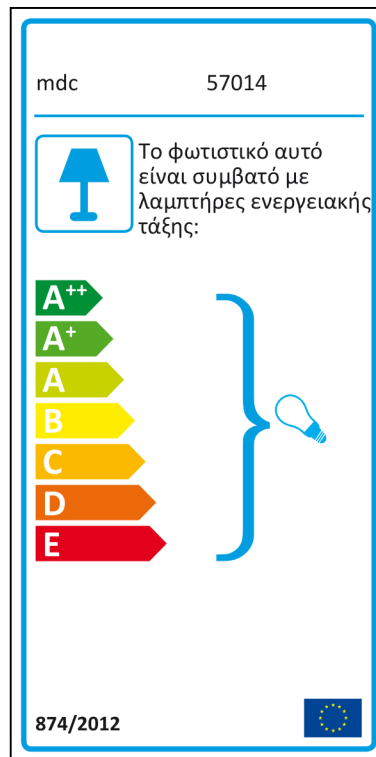 mdc 57014
Το φωτιστικό αυτό
είναι συμβατό με
λαμπτήρες ενεργειακής
τάξης:
A++
A+
A
B
C
D
E
874/2012